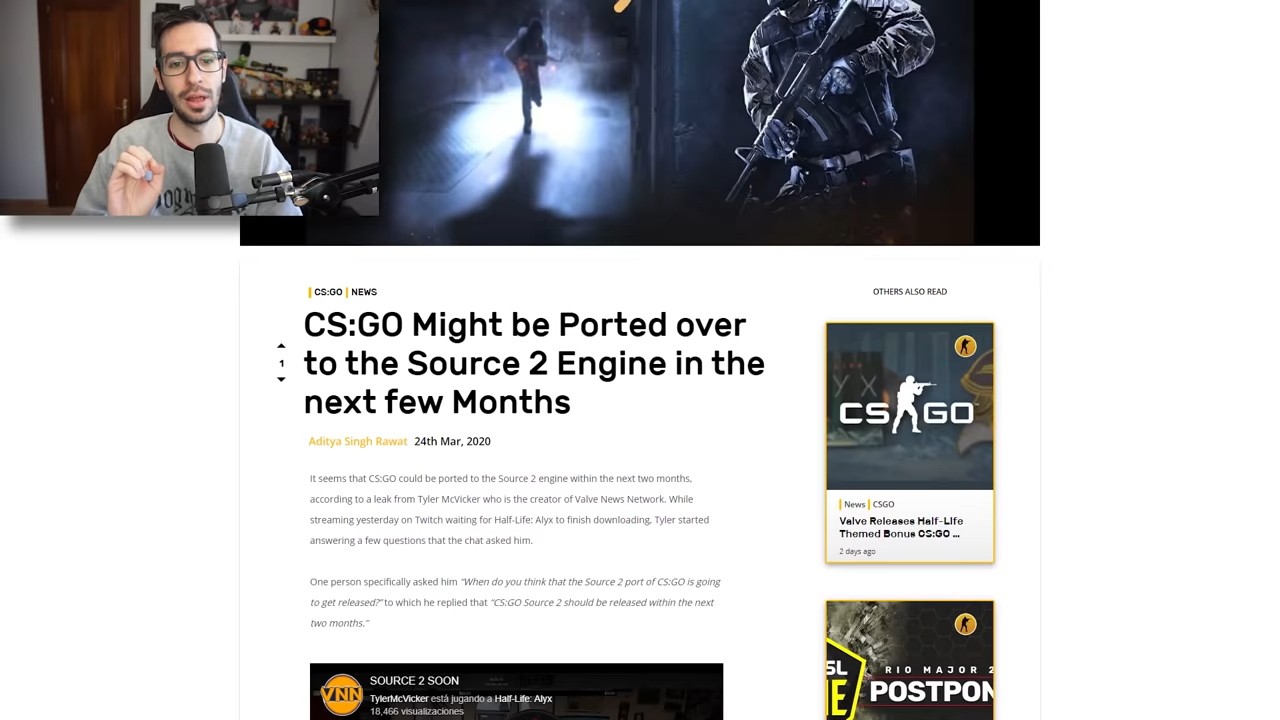 CS:GO NEWS
CS:GO Might be Ported over
to the Source 2 Engine in the
next few Months
1
Aditya Singh Rawat 24th Mar, 2020
It seems that CS:GO could be ported to the Source 2 engine within the next two months,
according to a leak from Tyler McVicker who is the creator of Valve News Network. While
streaming yesterday on Twitch waiting for Half-Life: Alyx to finish downloading, Tyler started
answering a few questions that the chat asked him.
One person specifically asked him "When do you think that the Source 2 port of CS:GO is going
to get released?" to which he replied that "CS:GO Source 2 should be released within the next
two months."
VNN
SOURCE 2 SOON
TylerMcVicker está jugando a Half-Life: Alyx
18,466 visualizaciones
OTHERS ALSO READ
CS GO
News CSGO
Valve Releases Half-Life
Themed Bonus CS:GO ...
2 days ago
RIO MAJOR 2
POSTPON